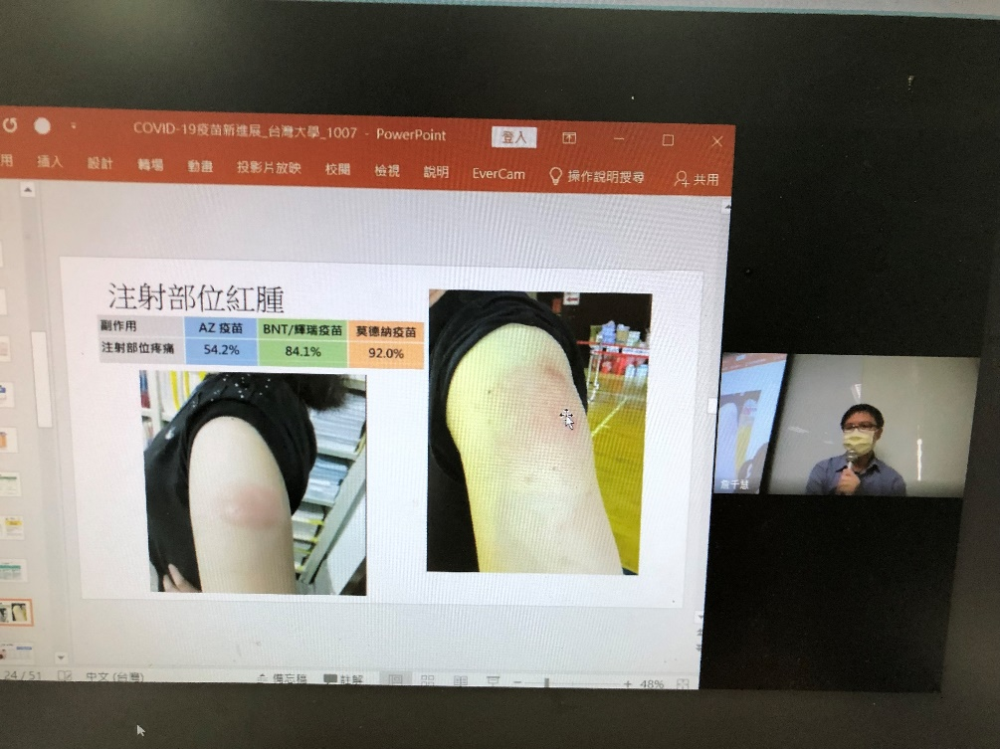 COVID-19疫苗新進展_台灣大學_1007 - PowerPoint
登入
用 插入 設計 轉場 動畫 投影片放映 校閱 檢視 說明 EverCam 操作說明搜尋 共用
注射部位紅腫
副作用 AZ 疫苗 BNT/輝瑞疫苗 莫德納疫苗
注射部位疼痛 54.2% 84.1% 92.0%
詹千慧
24 / 51 中文 (台灣) 備忘稿 註解 48%